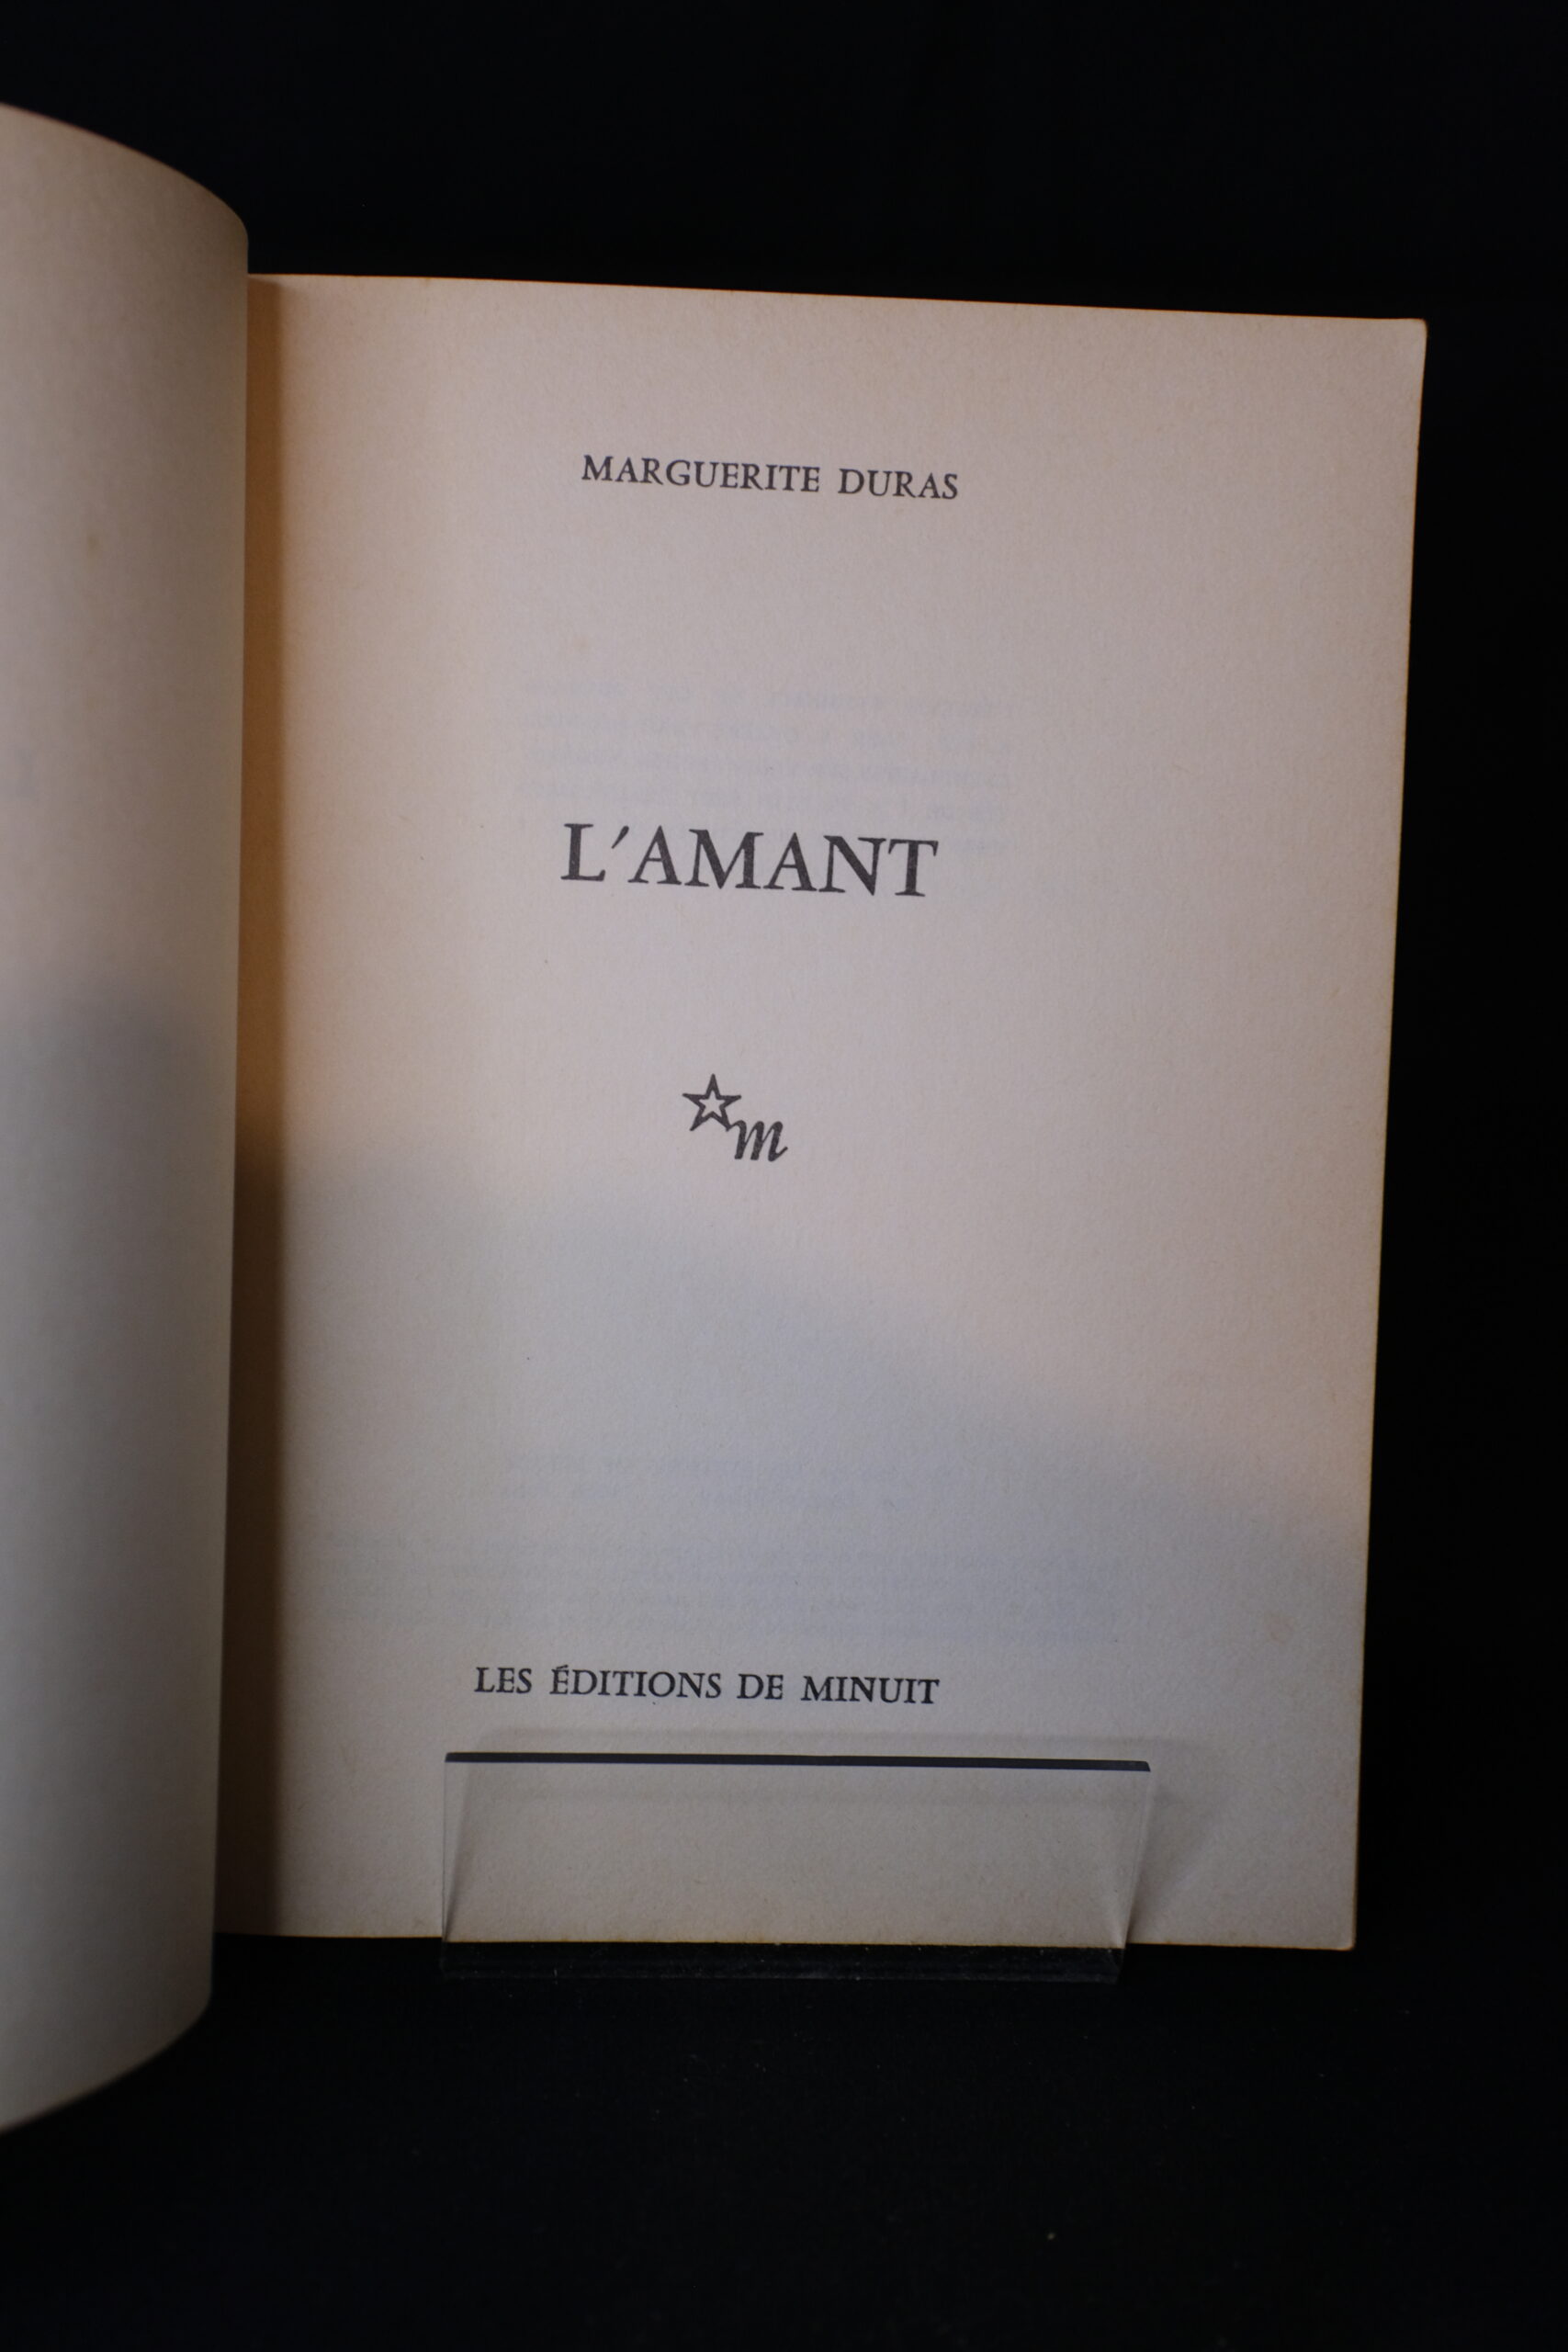 MARGUERITE DURAS
L'AMANT
m
LES ÉDITIONS DE MINUIT